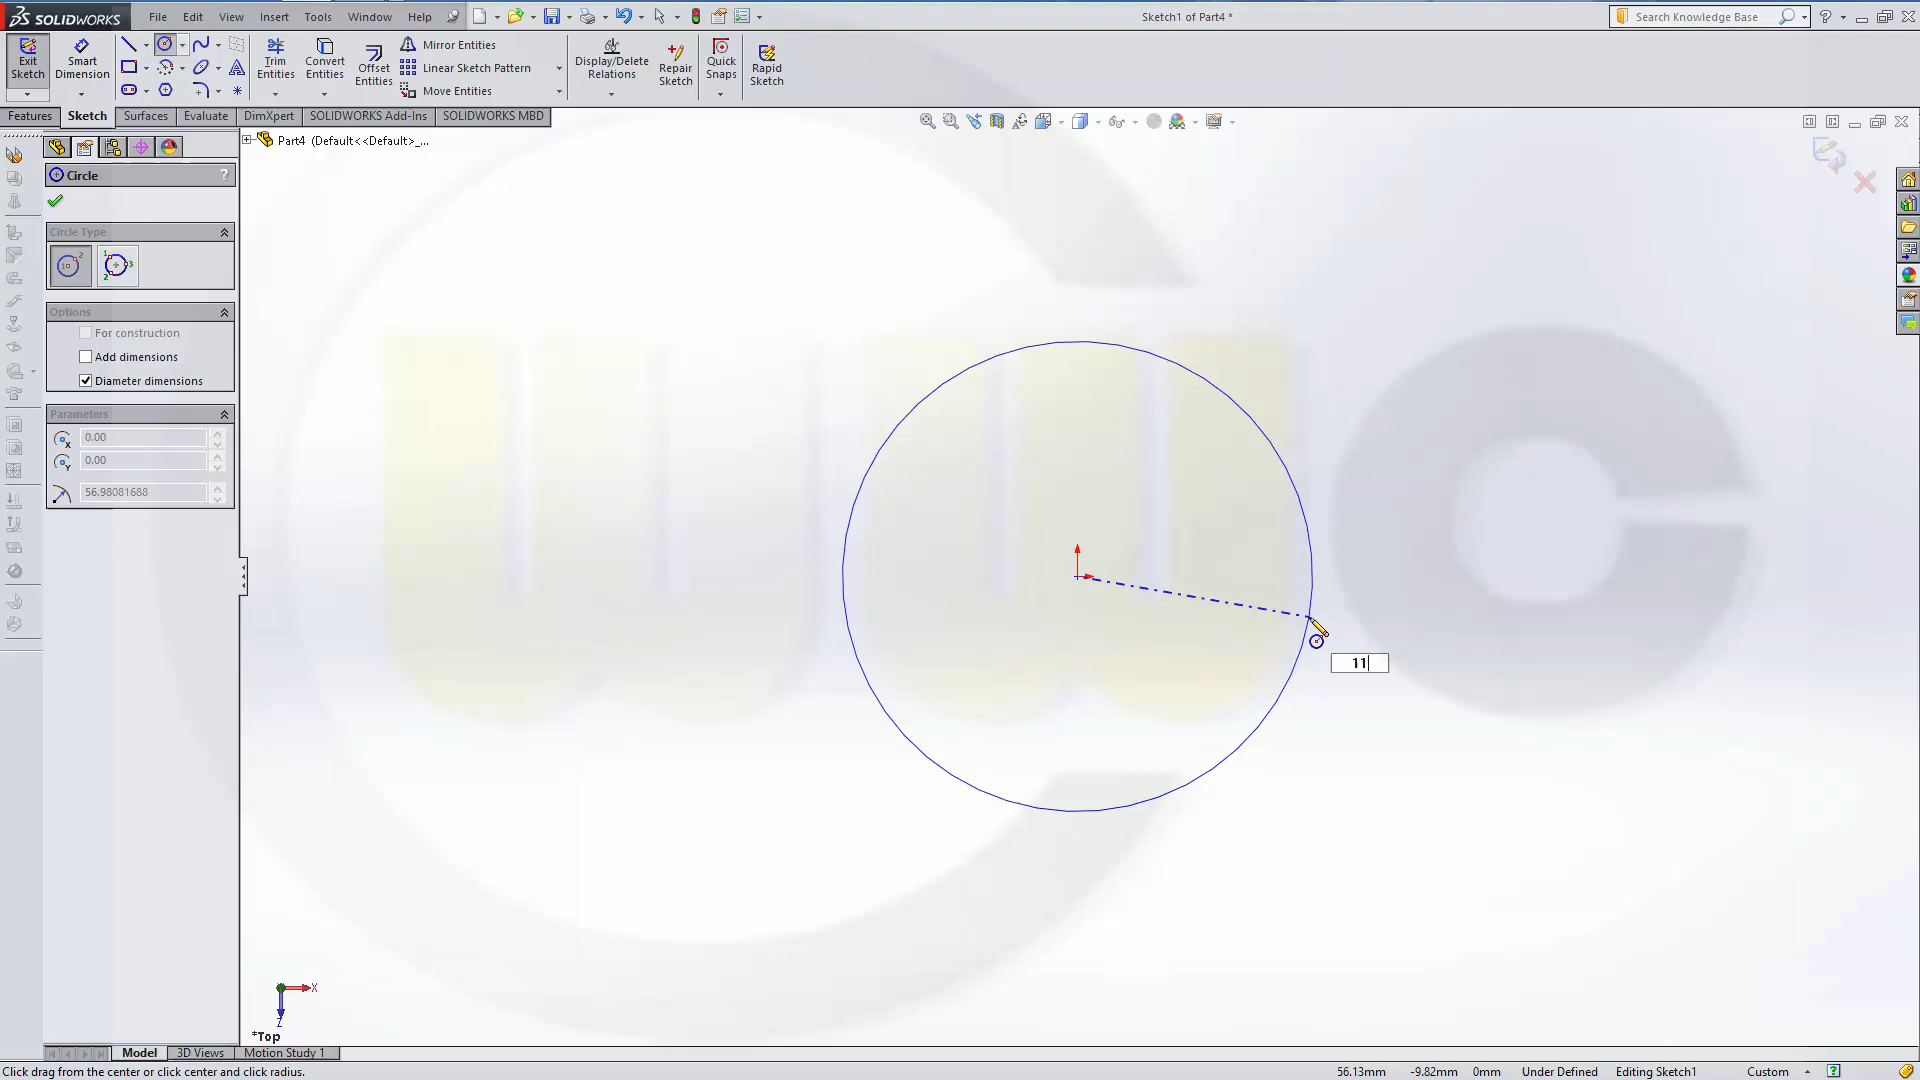 SOLIDWORKS File Edit View Insert Tools Window Help Sketch1 of Part4 * Search Knowledge Base
Exit Sketch
Smart Dimension
Trim Entities
Convert Entities
Offset Entities
Mirror Entities
Linear Sketch Pattern
Move Entities
Display/Delete Relations
Repair Sketch
Quick Snaps
Rapid Sketch
Features Sketch Surfaces Evaluate DimXpert SOLIDWORKS Add-Ins SOLIDWORKS MBD
Part4 (Default<<Default>_...
Circle ?
Circle Type
Options
For construction
Add dimensions
Diameter dimensions
Parameters
0.00
0.00
56.98081688
11
X
Z
*Top
Model 3D Views Motion Study 1
Click drag from the center or click center and click radius. 56.13mm -9.82mm 0mm Under Defined Editing Sketch1 Custom